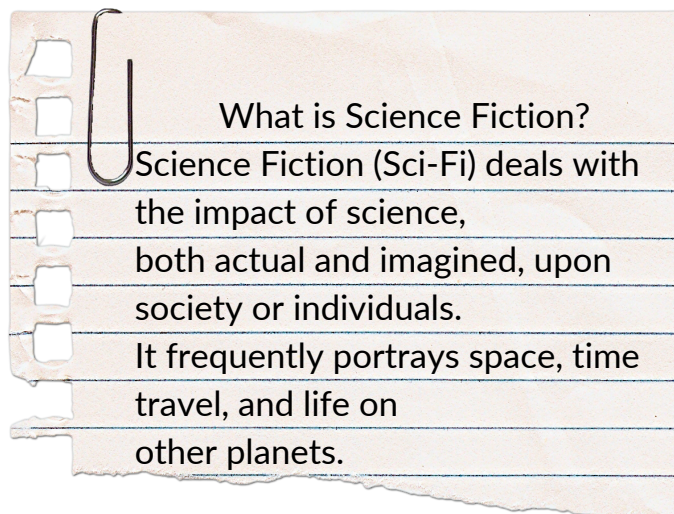 What is Science Fiction?
Science Fiction (Sci-Fi) deals with
the impact of science,
both actual and imagined, upon
society or individuals.
It frequently portrays space, time
travel, and life on
other planets.